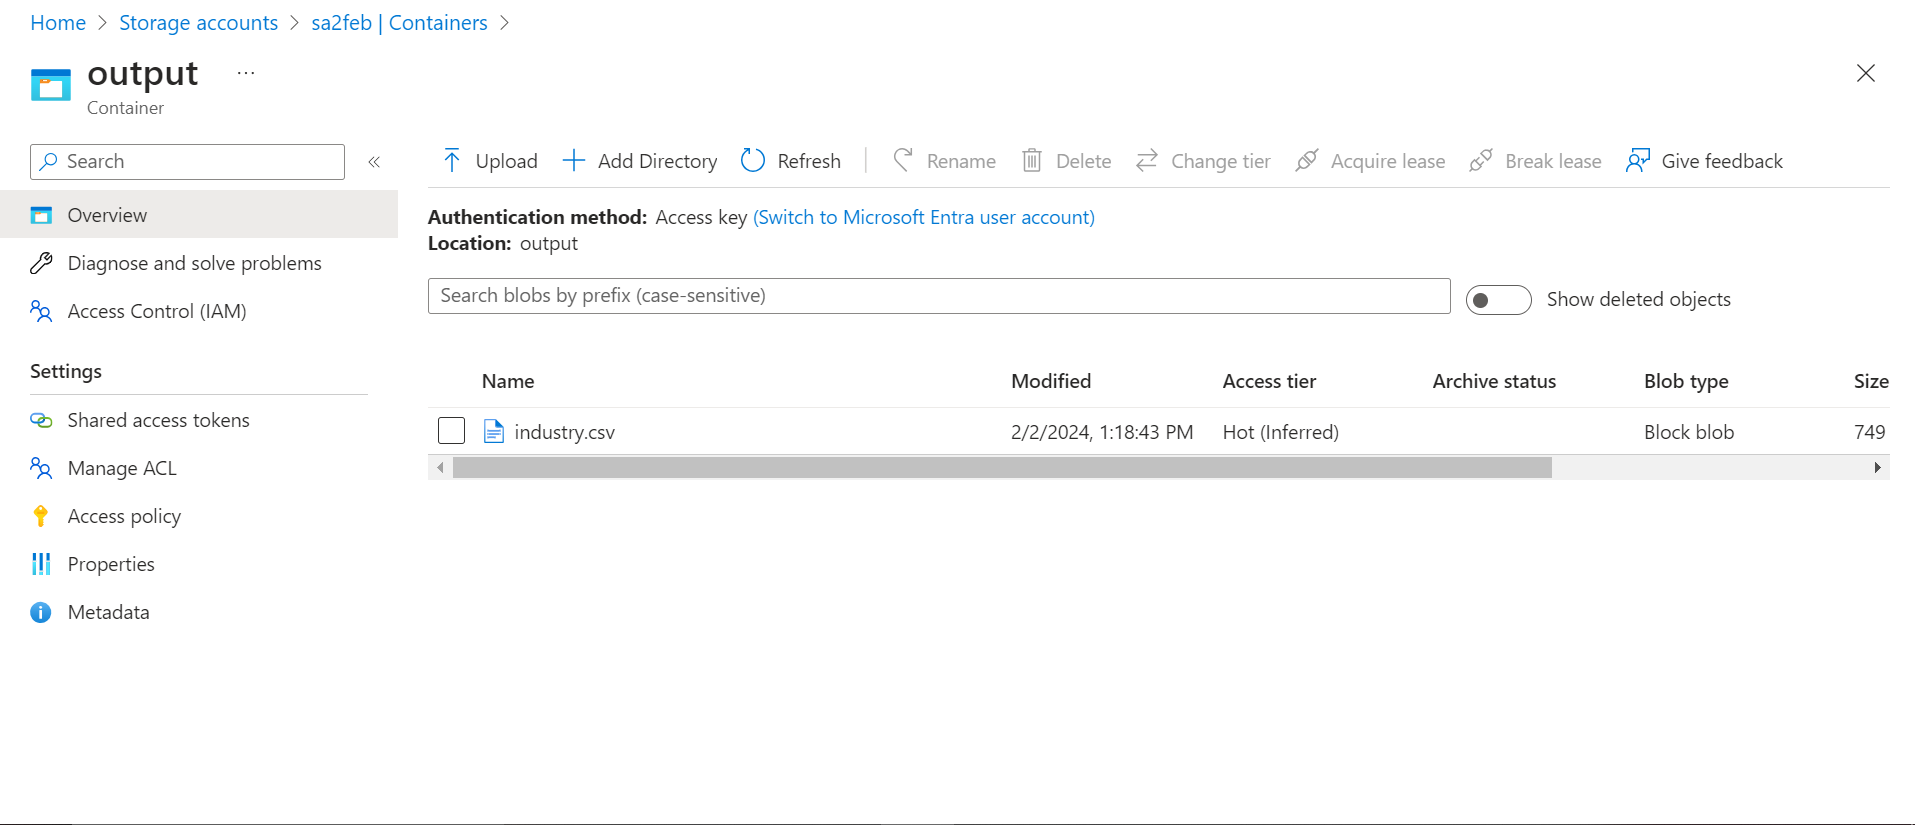 Home > Storage accounts > sa2feb | Containers >
output ...
Container
Search «
Overview
Diagnose and solve problems
Access Control (IAM)
Settings
Shared access tokens
Manage ACL
Access policy
Properties
Metadata
Upload Add Directory Refresh Rename Delete Change tier Acquire lease Break lease Give feedback
Authentication method: Access key (Switch to Microsoft Entra user account)
Location: output
Search blobs by prefix (case-sensitive) Show deleted objects
Name Modified Access tier Archive status Blob type Size
industry.csv 2/2/2024, 1:18:43 PM Hot (Inferred) Block blob 749